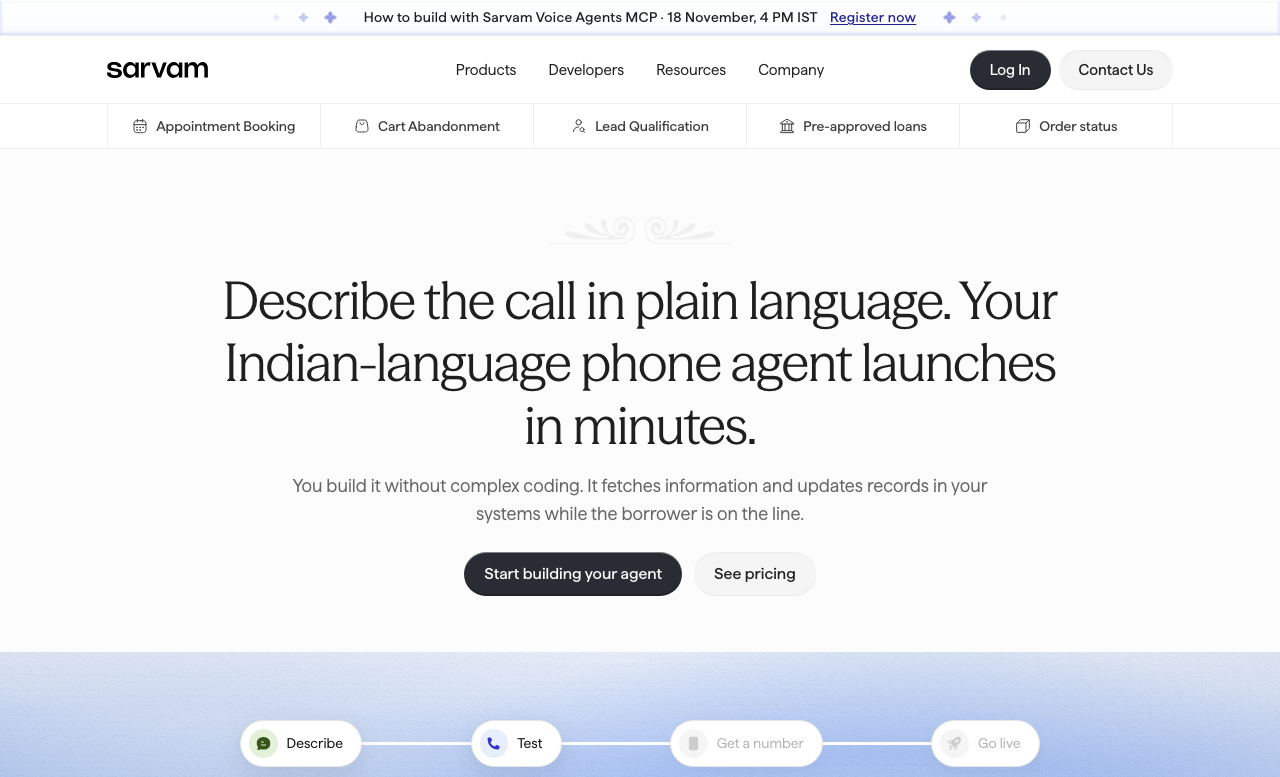 How to build with Sarvam Voice Agents MCP · 18 November, 4 PM IST Register now
sarvam Products Developers Resources Company Log In Contact Us
Appointment Booking Cart Abandonment Lead Qualification Pre-approved loans Order status
Describe the call in plain language. Your
Indian-language phone agent launches
in minutes.
You build it without complex coding. It fetches information and updates records in your
systems while the borrower is on the line.
Start building your agent See pricing
Describe Test Get a number Go live